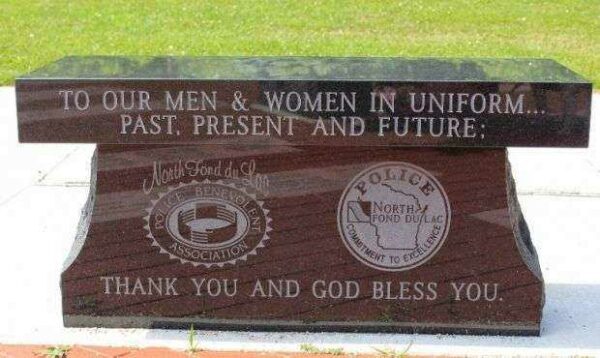 TO OUR MEN & WOMEN IN UNIFORM...
PAST, PRESENT AND FUTURE;
North Fond du Lac
POLICE BENEVOLENT
ASSOCIATION
POLICE
NORTH
FOND DU LAC
COMMITMENT TO EXCELLENCE
THANK YOU AND GOD BLESS YOU.